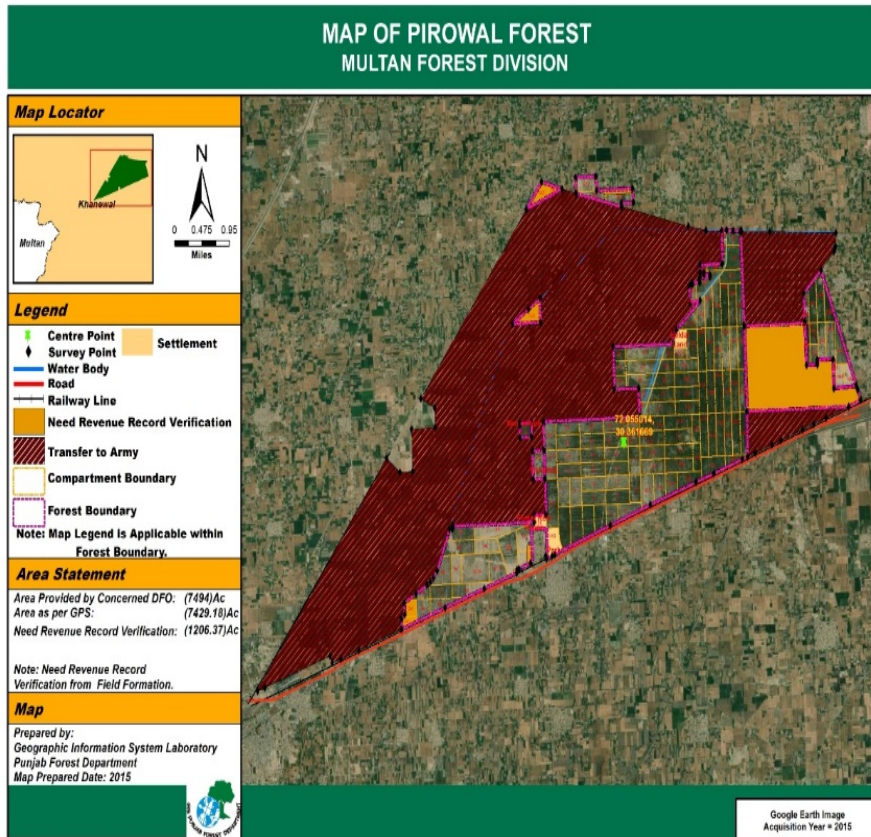 MAP OF PIROWAL FOREST
MULTAN FOREST DIVISION
Map Locator
Khanewal
Multan
N
0 0.475 0.95
Miles
Legend
Centre Point
Settlement
Survey Point
Water Body
Road
Railway Line
Need Revenue Record Verification
Transfer to Army
Compartment Boundary
Forest Boundary
Note: Map Legend is Applicable within
Forest Boundary.
Area Statement
Area Provided by Concerned DFO: (7494)Ac
Area as per GPS: (7429.18)Ac
Need Revenue Record Verification: (1206.37)Ac
Note: Need Revenue Record
Verification from Field Formation.
Map
Prepared by:
Geographic Information System Laboratory
Punjab Forest Department
Map Prepared Date: 2015
72.055014,
30.361669
Google Earth Image
Acquisition Year = 2015